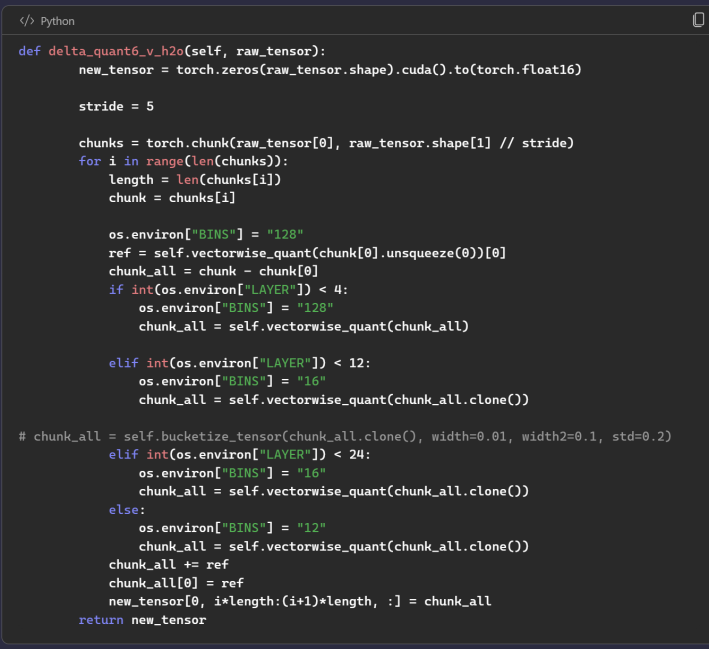 </> Python
def delta_quant6_v_h2o(self, raw_tensor):
        new_tensor = torch.zeros(raw_tensor.shape).cuda().to(torch.float16)

        stride = 5

        chunks = torch.chunk(raw_tensor[0], raw_tensor.shape[1] // stride)
        for i in range(len(chunks)):
            length = len(chunks[i])
            chunk = chunks[i]

            os.environ["BINS"] = "128"
            ref = self.vectorwise_quant(chunk[0].unsqueeze(0))[0]
            chunk_all = chunk - chunk[0]
            if int(os.environ["LAYER"]) < 4:
                os.environ["BINS"] = "128"
                chunk_all = self.vectorwise_quant(chunk_all)

            elif int(os.environ["LAYER"]) < 12:
                os.environ["BINS"] = "16"
                chunk_all = self.vectorwise_quant(chunk_all.clone())

# chunk_all = self.bucketize_tensor(chunk_all.clone(), width=0.01, width2=0.1, std=0.2)
            elif int(os.environ["LAYER"]) < 24:
                os.environ["BINS"] = "16"
                chunk_all = self.vectorwise_quant(chunk_all.clone())
            else:
                os.environ["BINS"] = "12"
                chunk_all = self.vectorwise_quant(chunk_all.clone())
            chunk_all += ref
            chunk_all[0] = ref
            new_tensor[0, i*length:(i+1)*length, :] = chunk_all
        return new_tensor